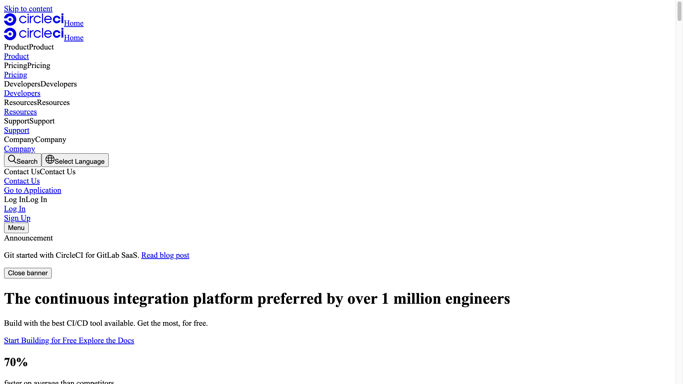 Skip to content
circleci Home
circleci Home
ProductProduct
Product
PricingPricing
Pricing
DevelopersDevelopers
Developers
ResourcesResources
Resources
SupportSupport
Support
CompanyCompany
Company
Search Select Language
Contact UsContact Us
Contact Us
Go to Application
Log InLog In
Log In
Sign Up
Menu
Announcement
Git started with CircleCI for GitLab SaaS. Read blog post
Close banner
The continuous integration platform preferred by over 1 million engineers
Build with the best CI/CD tool available. Get the most, for free.
Start Building for Free Explore the Docs
70%
faster on average than competitors